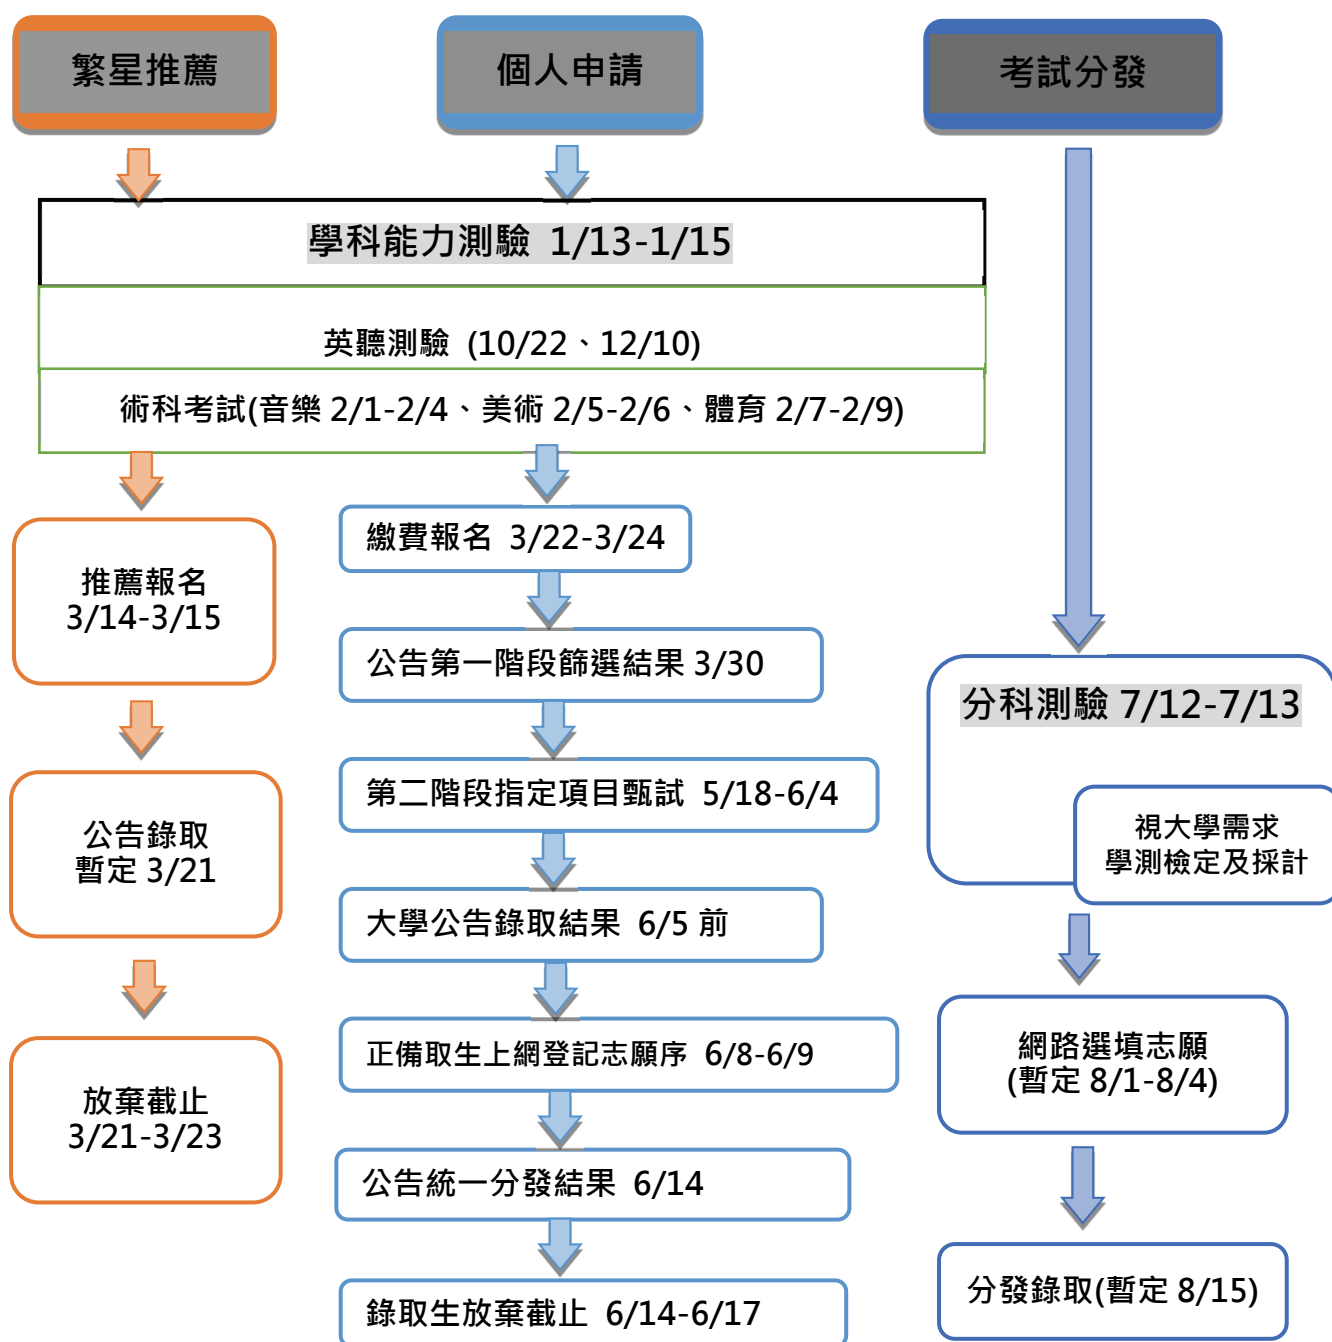 繁星推薦
個人申請
考試分發
學科能力測驗 1/13-1/15
英聽測驗 (10/22、12/10)
術科考試(音樂 2/1-2/4、美術 2/5-2/6、體育 2/7-2/9)
推薦報名
3/14-3/15
公告錄取
暫定 3/21
放棄截止
3/21-3/23
繳費報名 3/22-3/24
公告第一階段篩選結果 3/30
第二階段指定項目甄試 5/18-6/4
大學公告錄取結果 6/5 前
正備取生上網登記志願序 6/8-6/9
公告統一分發結果 6/14
錄取生放棄截止 6/14-6/17
分科測驗 7/12-7/13
視大學需求
學測檢定及採計
網路選填志願
(暫定 8/1-8/4)
分發錄取(暫定 8/15)